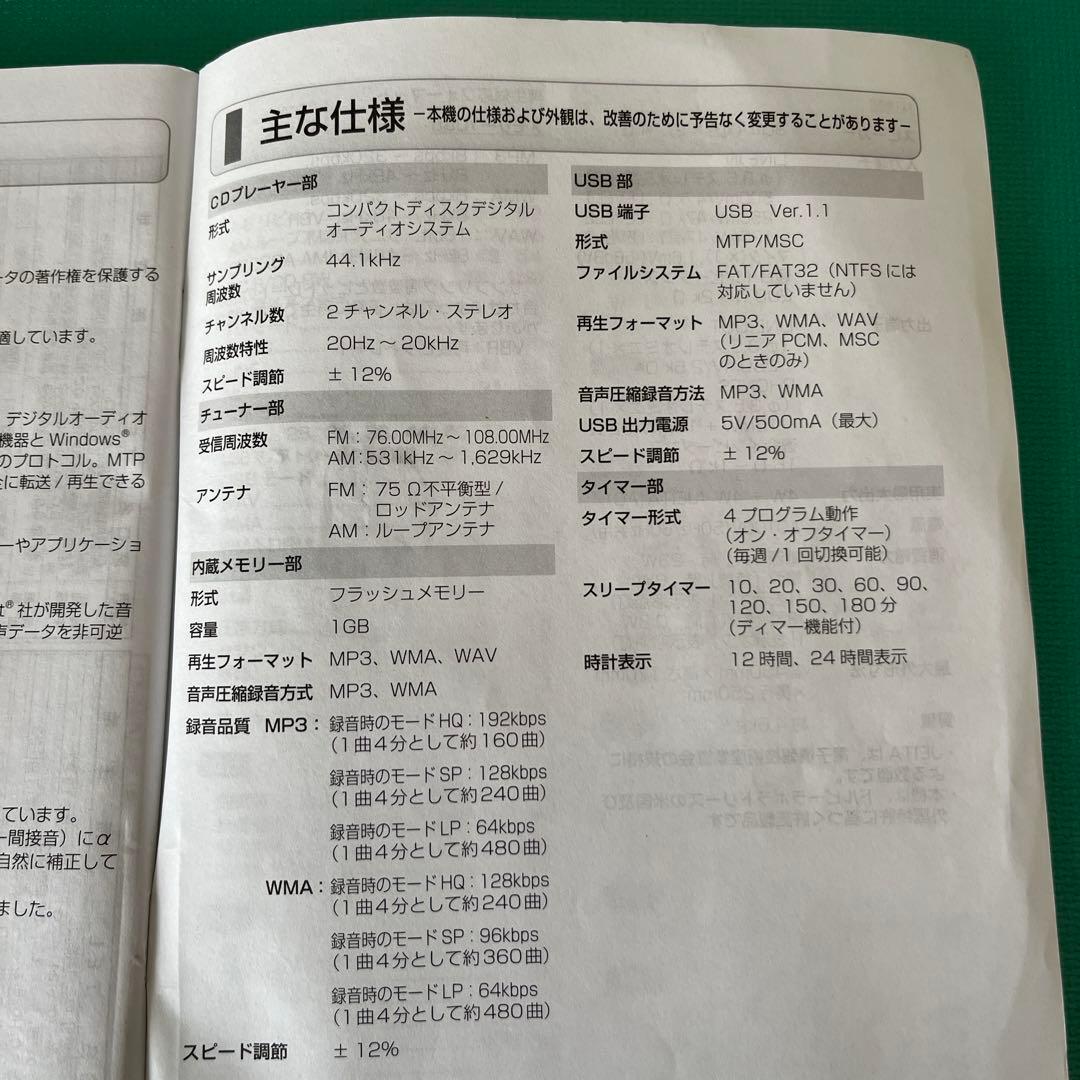 主な仕様 −本機の仕様および外観は、改善のために予告なく変更することがあります−
CDプレーヤー部
形式 コンパクトディスクデジタル
オーディオシステム
サンプリング 44.1kHz
周波数
チャンネル数 2チャンネル・ステレオ
周波数特性 20Hz～20kHz
スピード調節 ±12%
チューナー部
受信周波数 FM：76.00MHz～108.00MHz
AM：531kHz～1,629kHz
アンテナ FM：75Ω不平衡型/
ロッドアンテナ
AM：ループアンテナ
内蔵メモリー部
形式 フラッシュメモリー
容量 1GB
再生フォーマット MP3、WMA、WAV
音声圧縮録音方式 MP3、WMA
録音品質 MP3：録音時のモードHQ：192kbps
（1曲4分として約160曲）
録音時のモードSP：128kbps
（1曲4分として約240曲）
録音時のモードLP：64kbps
（1曲4分として約480曲）
WMA：録音時のモードHQ：128kbps
（1曲4分として約240曲）
録音時のモードSP：96kbps
（1曲4分として約360曲）
録音時のモードLP：64kbps
（1曲4分として約480曲）
スピード調節 ±12%
USB部
USB端子 USB Ver.1.1
形式 MTP/MSC
ファイルシステム FAT/FAT32（NTFSには
対応していません）
再生フォーマット MP3、WMA、WAV
（リニアPCM、MSC
のときのみ）
音声圧縮録音方法 MP3、WMA
USB出力電源 5V/500mA（最大）
スピード調節 ±12%
タイマー部
タイマー形式 4プログラム動作
（オン・オフタイマー）
（毎週/1回切換可能）
スリープタイマー 10、20、30、60、90、
120、150、180分
（ディマー機能付）
時計表示 12時間、24時間表示
ータの著作権を保護する
適しています。
デジタルオーディオ
機器とWindows®
のプロトコル。MTP
に転送/再生できる
ーやアプリケーショ
®社が開発した音
声データを非可逆
ています。
間接音）にα
自然に補正して
ました。